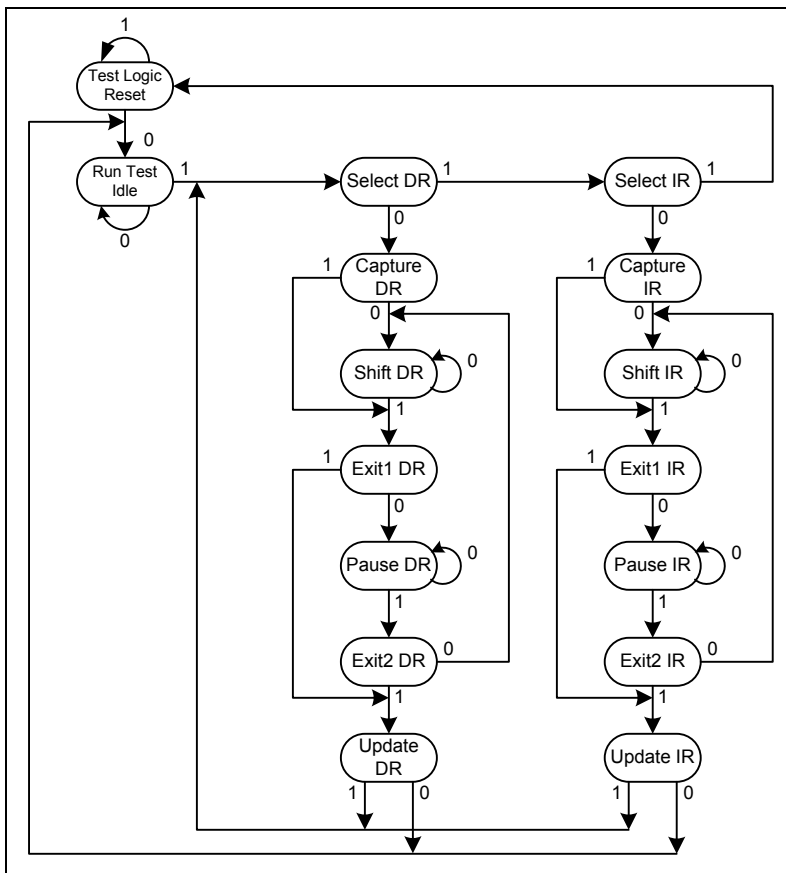 1
Test Logic
Reset
0
Run Test
Idle
1
Select DR
1
Select IR
1
0
0
0
1
Capture
DR
1
Capture
IR
0
0
Shift DR
0
Shift IR
0
1
1
1
Exit1 DR
1
Exit1 IR
0
0
Pause DR
0
Pause IR
0
1
1
Exit2 DR
0
Exit2 IR
0
1
1
Update
DR
Update IR
1
0
1
0